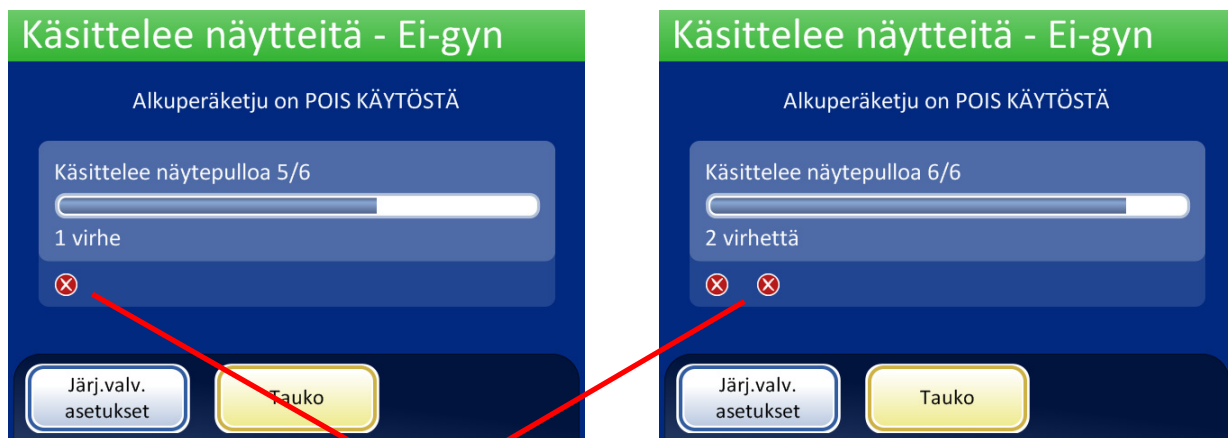 Käsittelee näytteitä - Ei-gyn
Alkuperäketju on POIS KÄYTÖSTÄ
Käsittelee näytepulloa 5/6
1 virhe
Järj.valv.
asetukset
Tauko
Käsittelee näytteitä - Ei-gyn
Alkuperäketju on POIS KÄYTÖSTÄ
Käsittelee näytepulloa 6/6
2 virhettä
Järj.valv.
asetukset
Tauko